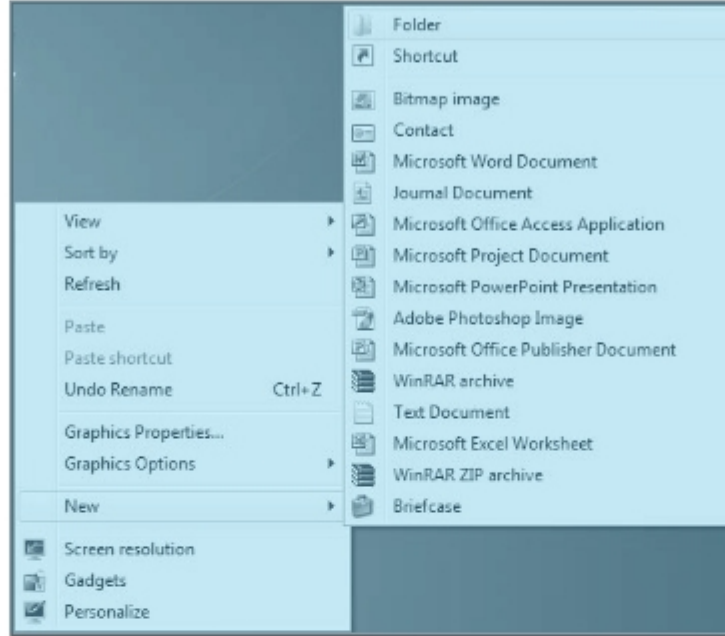 Folder
Shortcut
Bitmap image
Contact
Microsoft Word Document
Journal Document
Microsoft Office Access Application
Microsoft Project Document
Microsoft PowerPoint Presentation
Adobe Photoshop Image
Microsoft Office Publisher Document
WinRAR archive
Text Document
Microsoft Excel Worksheet
WinRAR ZIP archive
Briefcase
View
Sort by
Refresh
Paste
Paste shortcut
Undo Rename Ctrl+Z
Graphics Properties...
Graphics Options
New
Screen resolution
Gadgets
Personalize